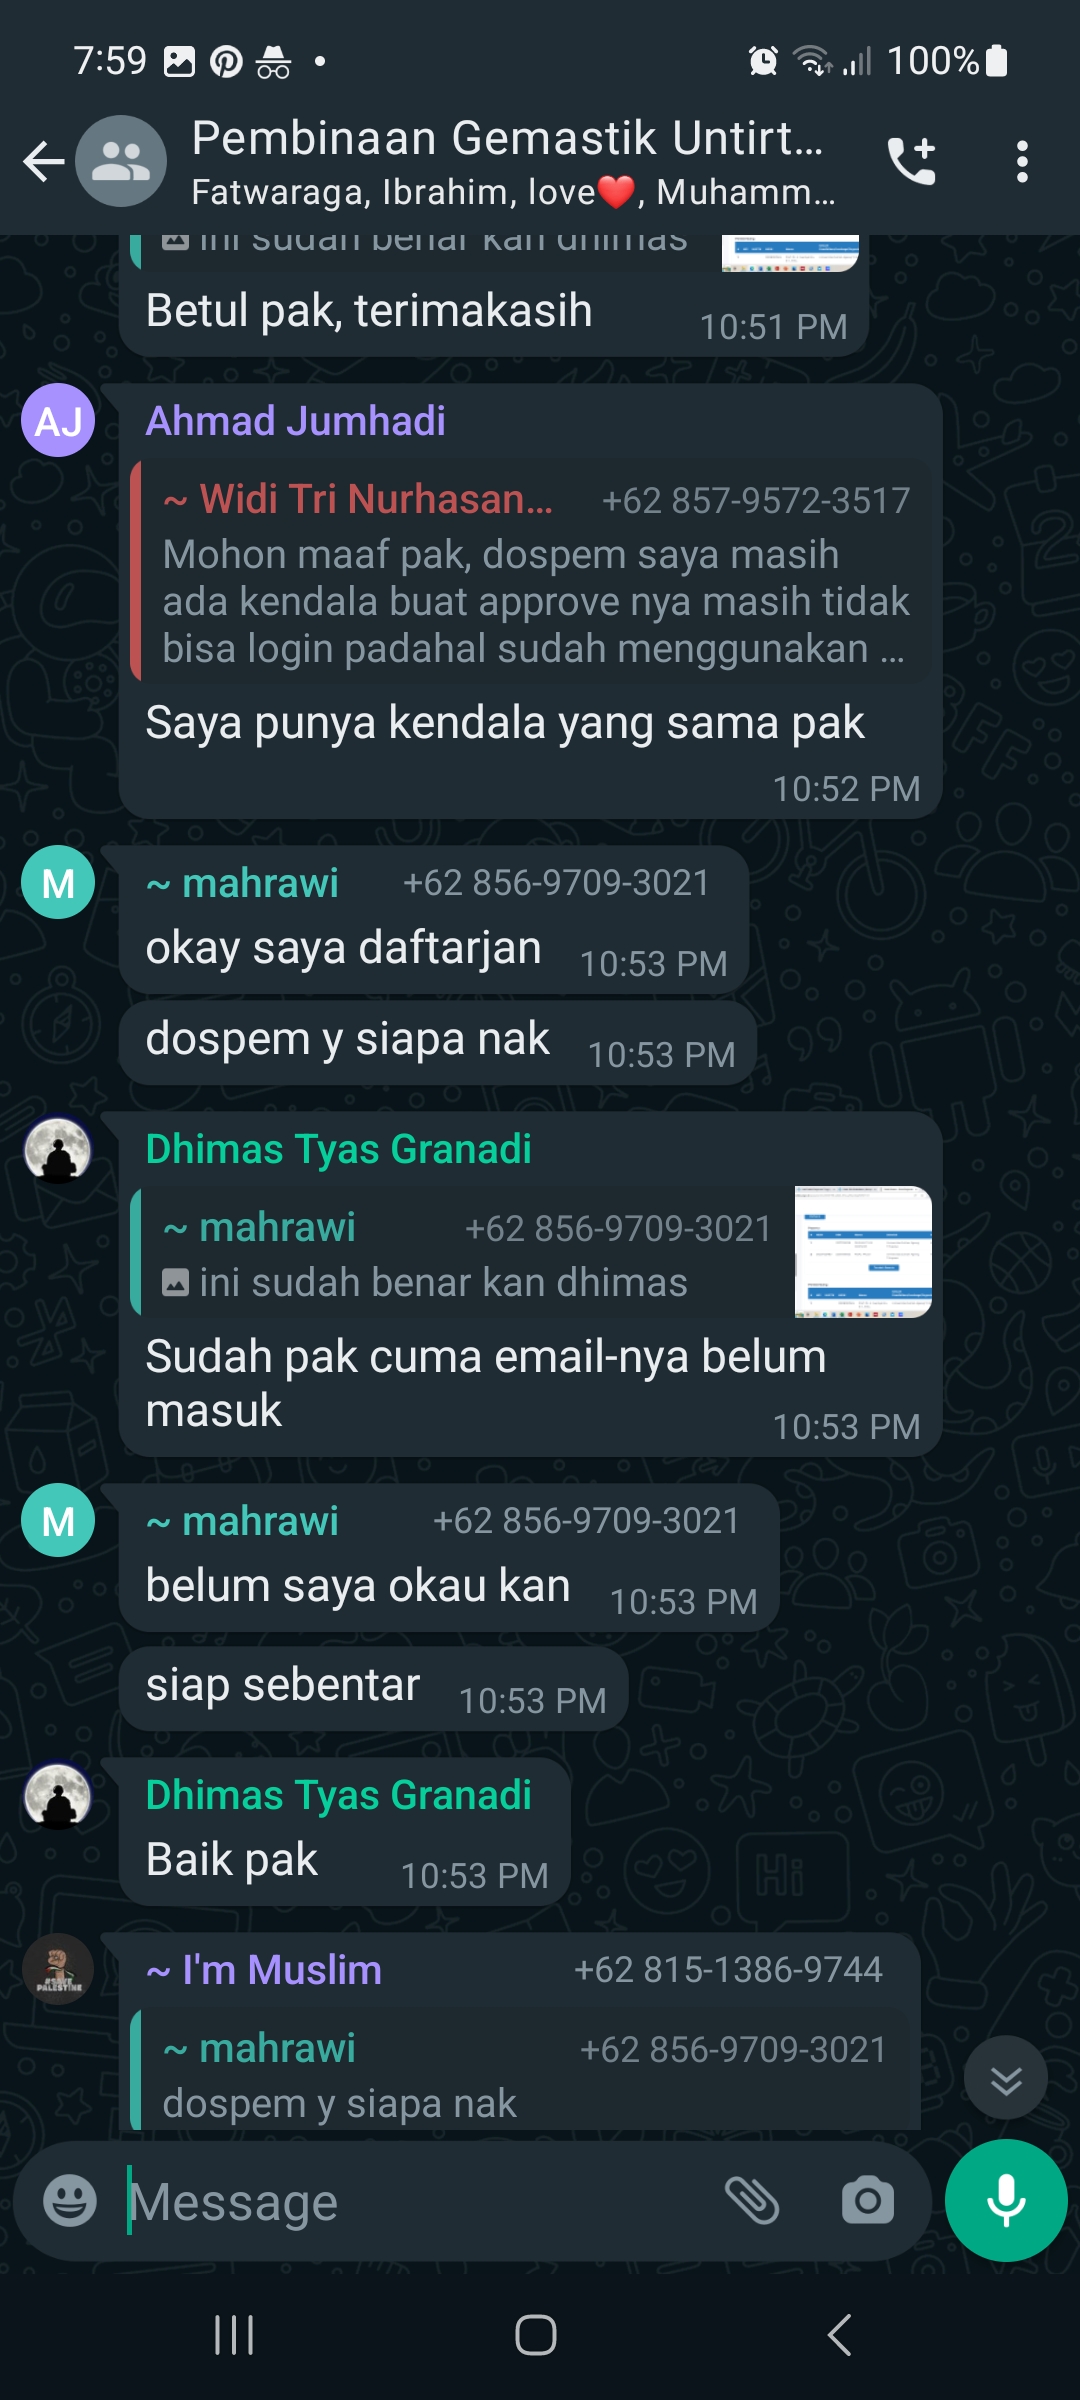 7:59
100%
Pembinaan Gemastik Untirt...
Fatwaraga, Ibrahim, love❤️, Muhamm...
ini sudah benar kan dhimas
Betul pak, terimakasih
10:51 PM
AJ
Ahmad Jumhadi
~ Widi Tri Nurhasan... +62 857-9572-3517
Mohon maaf pak, dospem saya masih
ada kendala buat approve nya masih tidak
bisa login padahal sudah menggunakan ...
Saya punya kendala yang sama pak
10:52 PM
M
~ mahrawi +62 856-9709-3021
okay saya daftarjan 10:53 PM
dospem y siapa nak 10:53 PM
Dhimas Tyas Granadi
~ mahrawi +62 856-9709-3021
ini sudah benar kan dhimas
Sudah pak cuma email-nya belum
masuk
10:53 PM
M
~ mahrawi +62 856-9709-3021
belum saya okau kan 10:53 PM
siap sebentar 10:53 PM
Dhimas Tyas Granadi
Baik pak 10:53 PM
#SAVE
PALESTINE
~ I'm Muslim +62 815-1386-9744
~ mahrawi +62 856-9709-3021
dospem y siapa nak
Message